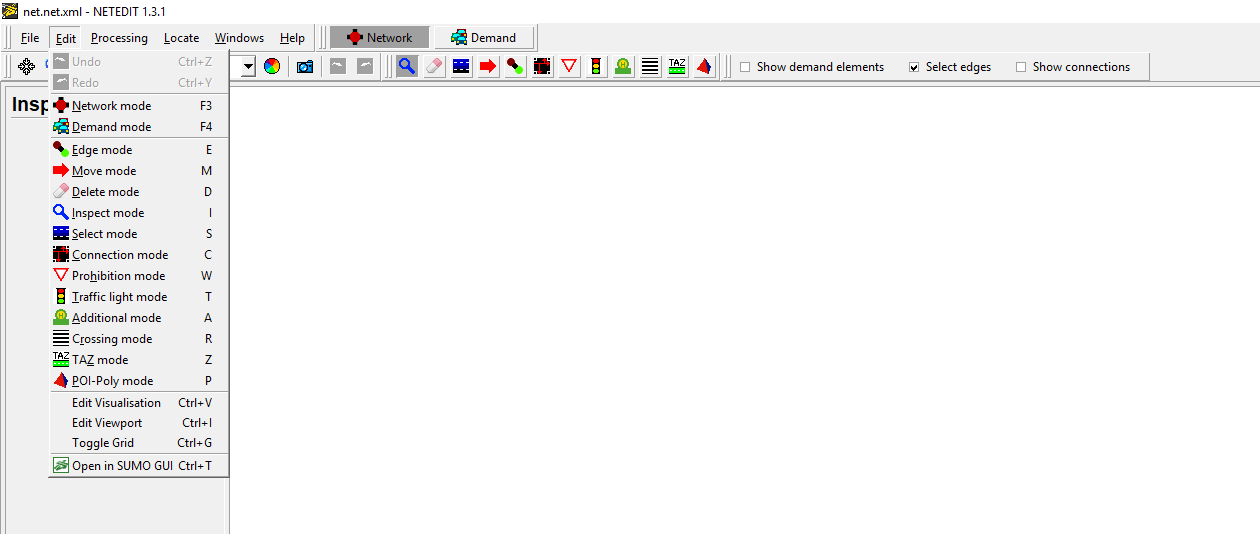 net.net.xml - NETEDIT 1.3.1
File Edit Processing Locate Windows Help Network Demand
TAZ Show demand elements Select edges Show connections
Insp
Undo Ctrl+Z
Redo Ctrl+Y
Network mode F3
Demand mode F4
Edge mode E
Move mode M
Delete mode D
Inspect mode I
Select mode S
Connection mode C
Prohibition mode W
Traffic light mode T
Additional mode A
Crossing mode R
TAZ TAZ mode Z
POI-Poly mode P
Edit Visualisation Ctrl+V
Edit Viewport Ctrl+I
Toggle Grid Ctrl+G
Open in SUMO GUI Ctrl+T